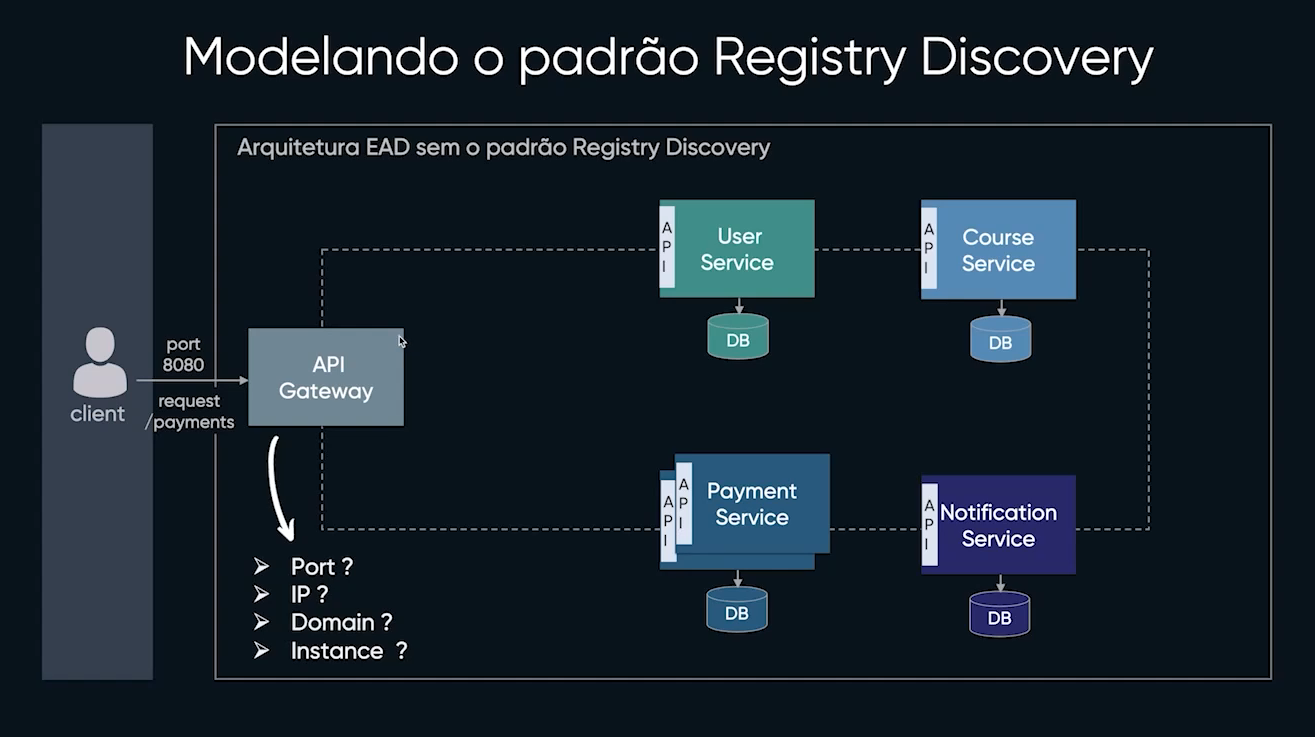 Modelando o padrão Registry Discovery
Arquitetura EAD sem o padrão Registry Discovery
API
User
Service
DB
API
Course
Service
DB
client
port
8080
request
/payments
API
Gateway
Port ?
IP ?
Domain ?
Instance ?
API
API
Payment
Service
DB
API
Notification
Service
DB